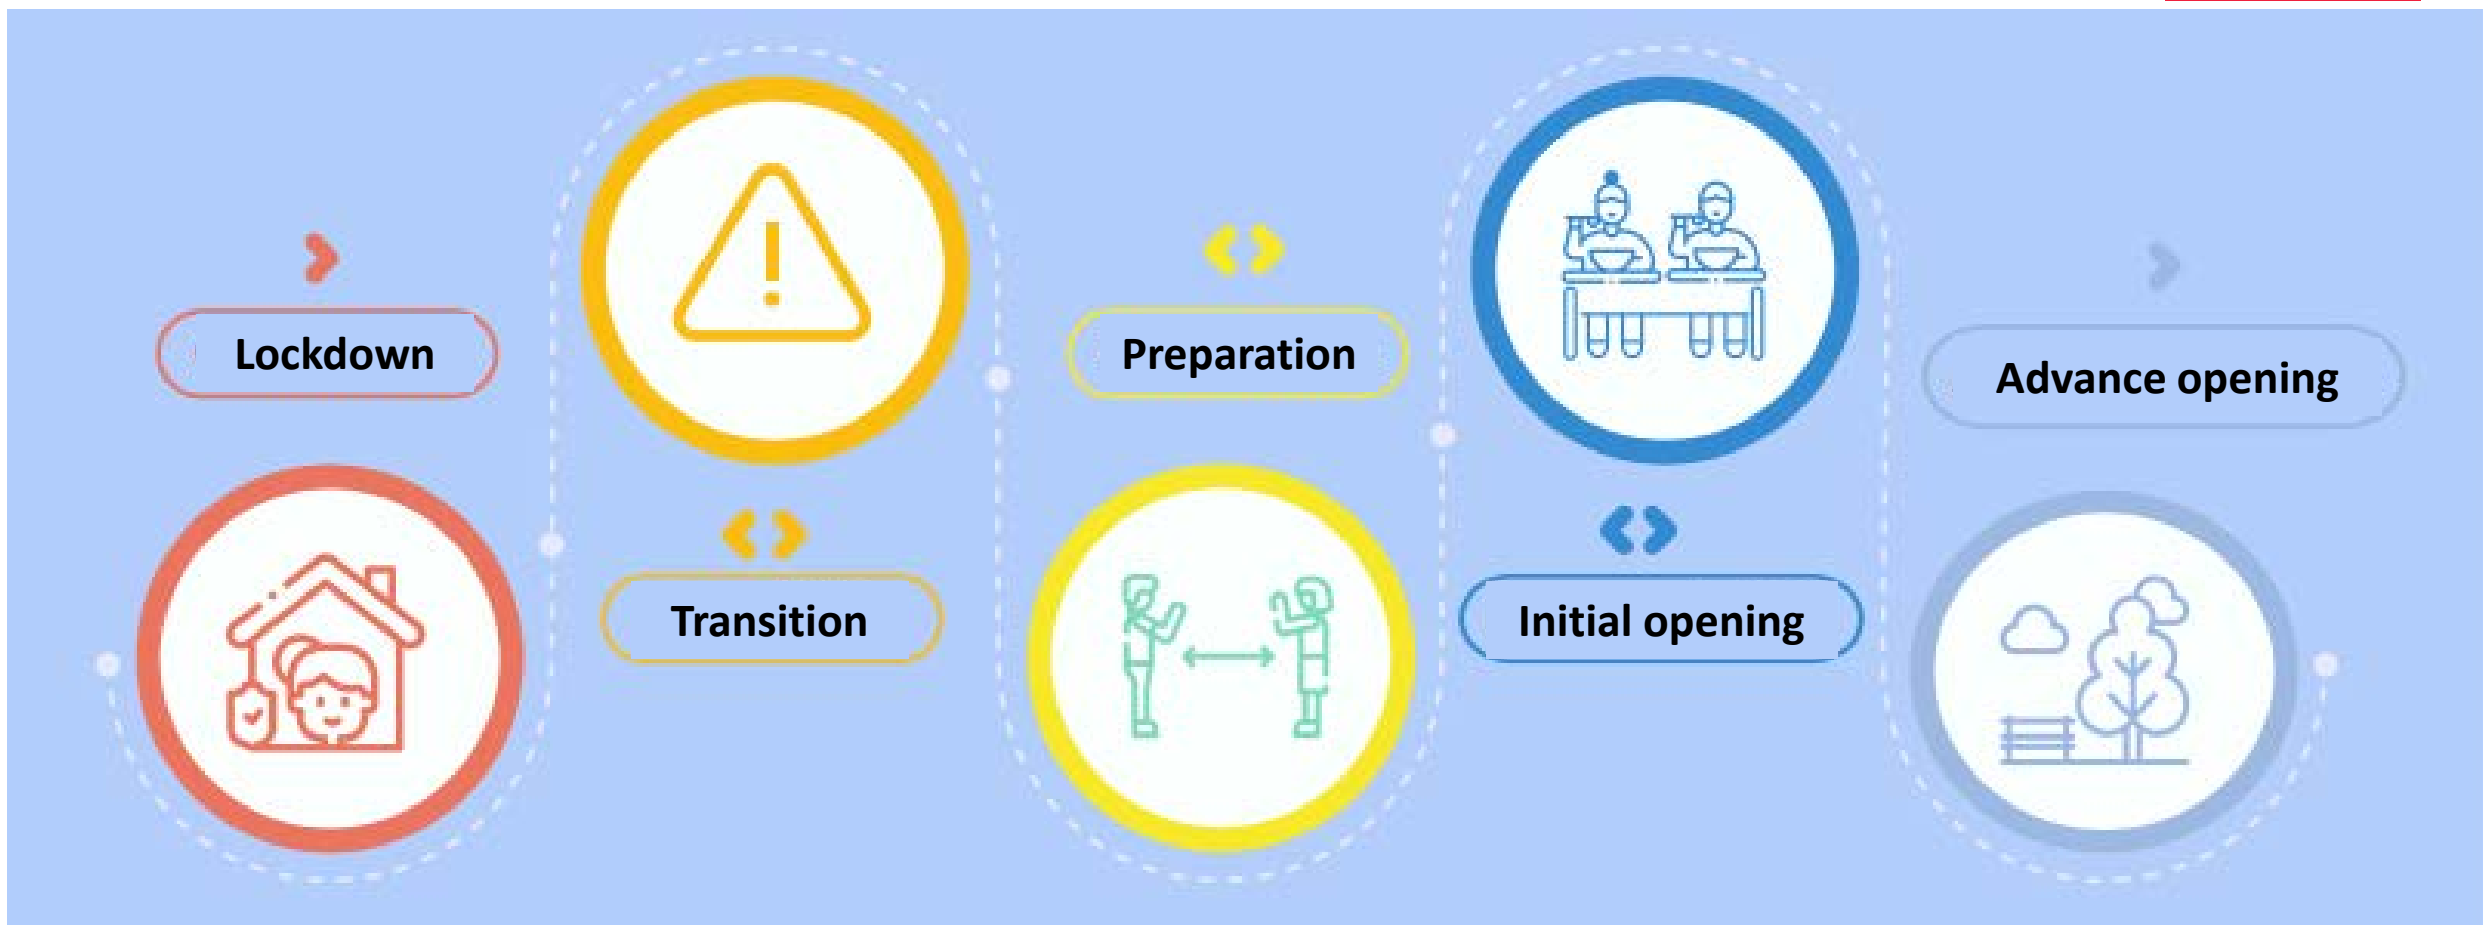 Lockdown
Transition
Preparation
Initial opening
Advance opening